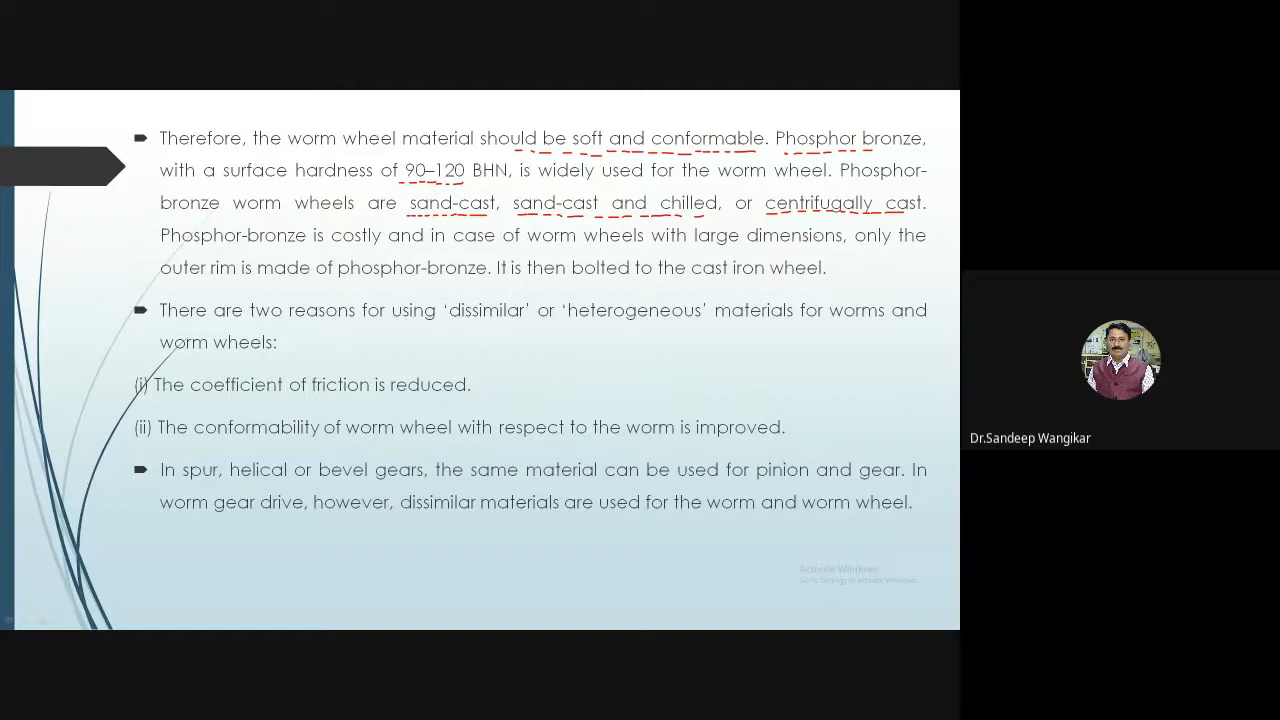 Therefore, the worm wheel material should be soft and conformable. Phosphor bronze,
with a surface hardness of 90–120 BHN, is widely used for the worm wheel. Phosphor-
bronze worm wheels are sand-cast, sand-cast and chilled, or centrifugally cast.
Phosphor-bronze is costly and in case of worm wheels with large dimensions, only the
outer rim is made of phosphor-bronze. It is then bolted to the cast iron wheel.
There are two reasons for using ‘dissimilar’ or ‘heterogeneous’ materials for worms and
worm wheels:
(i) The coefficient of friction is reduced.
(ii) The conformability of worm wheel with respect to the worm is improved.
In spur, helical or bevel gears, the same material can be used for pinion and gear. In
worm gear drive, however, dissimilar materials are used for the worm and worm wheel.
Activate Windows
Go to Settings to activate Windows.
Dr.Sandeep Wangikar